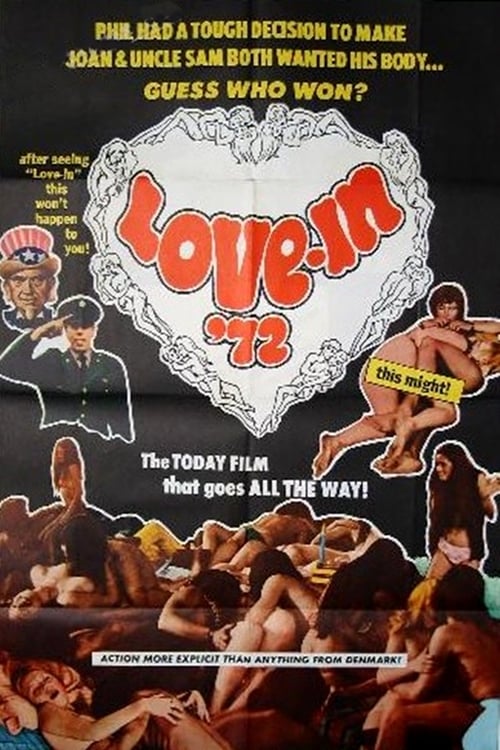 PHIL HAD A TOUGH DECISION TO MAKE
JOAN & UNCLE SAM BOTH WANTED HIS BODY...
GUESS WHO WON?
after seeing
"Love-In"
this
won't
happen
to
you!
LOVE-IN
'72
this might!
The TODAY FILM
that goes ALL THE WAY!
ACTION MORE EXPLICIT THAN ANYTHING FROM DENMARK!